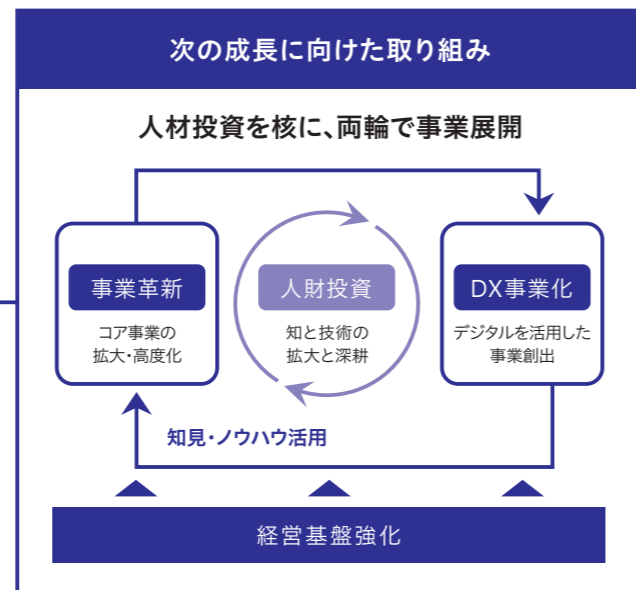 次の成長に向けた取り組み
人材投資を核に、両輪で事業展開
事業革新
コア事業の
拡大・高度化
人財投資
知と技術の
拡大と深耕
DX事業化
デジタルを活用した
事業創出
知見・ノウハウ活用
経営基盤強化